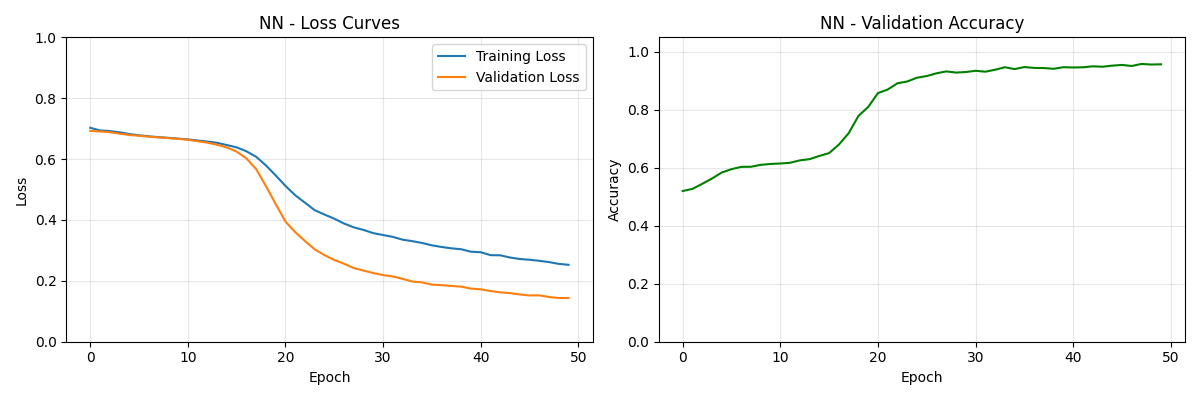 NN - Loss Curves
1.0
0.8
0.6
0.4
0.2
0.0
Loss
Training Loss
Validation Loss
0 10 20 30 40 50
Epoch
NN - Validation Accuracy
1.0
0.8
0.6
0.4
0.2
0.0
Accuracy
0 10 20 30 40 50
Epoch